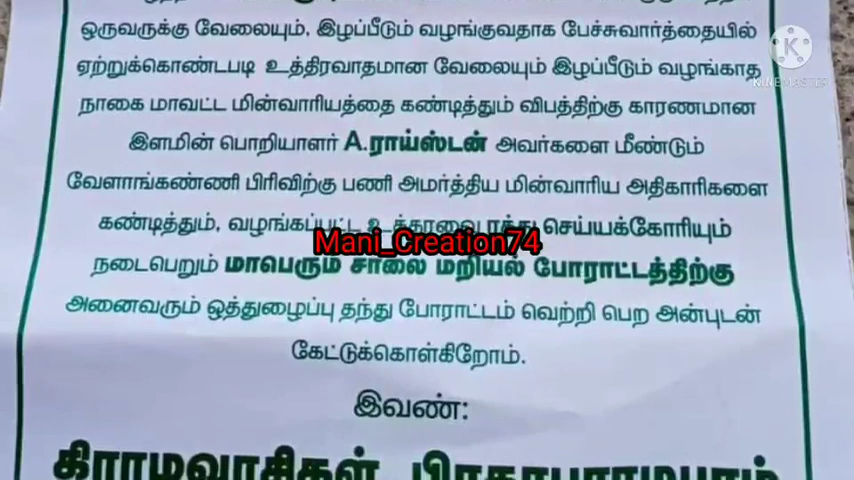 ஒருவருக்கு வேலையும், இழப்பீடும் வழங்குவதாக பேச்சுவார்த்தையில்
ஏற்றுக்கொண்டபடி உத்திரவாதமான வேலையும் இழப்பீடும் வழங்காத
நாகை மாவட்ட மின்வாரியத்தை கண்டித்தும் விபத்திற்கு காரணமான
இளமின் பொறியாளர் A.ராய்ஸ்டன் அவர்களை மீண்டும்
வேளாங்கண்ணி பிரிவிற்கு பணி அமர்த்திய மின்வாரிய அதிகாரிகளை
கண்டித்தும், வழங்கப்பட்ட உத்தரவை ரத்து செய்யக்கோரியும்
Mani_Creation74
நடைபெறும் மாபெரும் சாலை மறியல் போராட்டத்திற்கு
அனைவரும் ஒத்துழைப்பு தந்து போராட்டம் வெற்றி பெற அன்புடன்
கேட்டுக்கொள்கிறோம்.
இவண்:
கிராமவாசிகள்
K
KINEMASTER